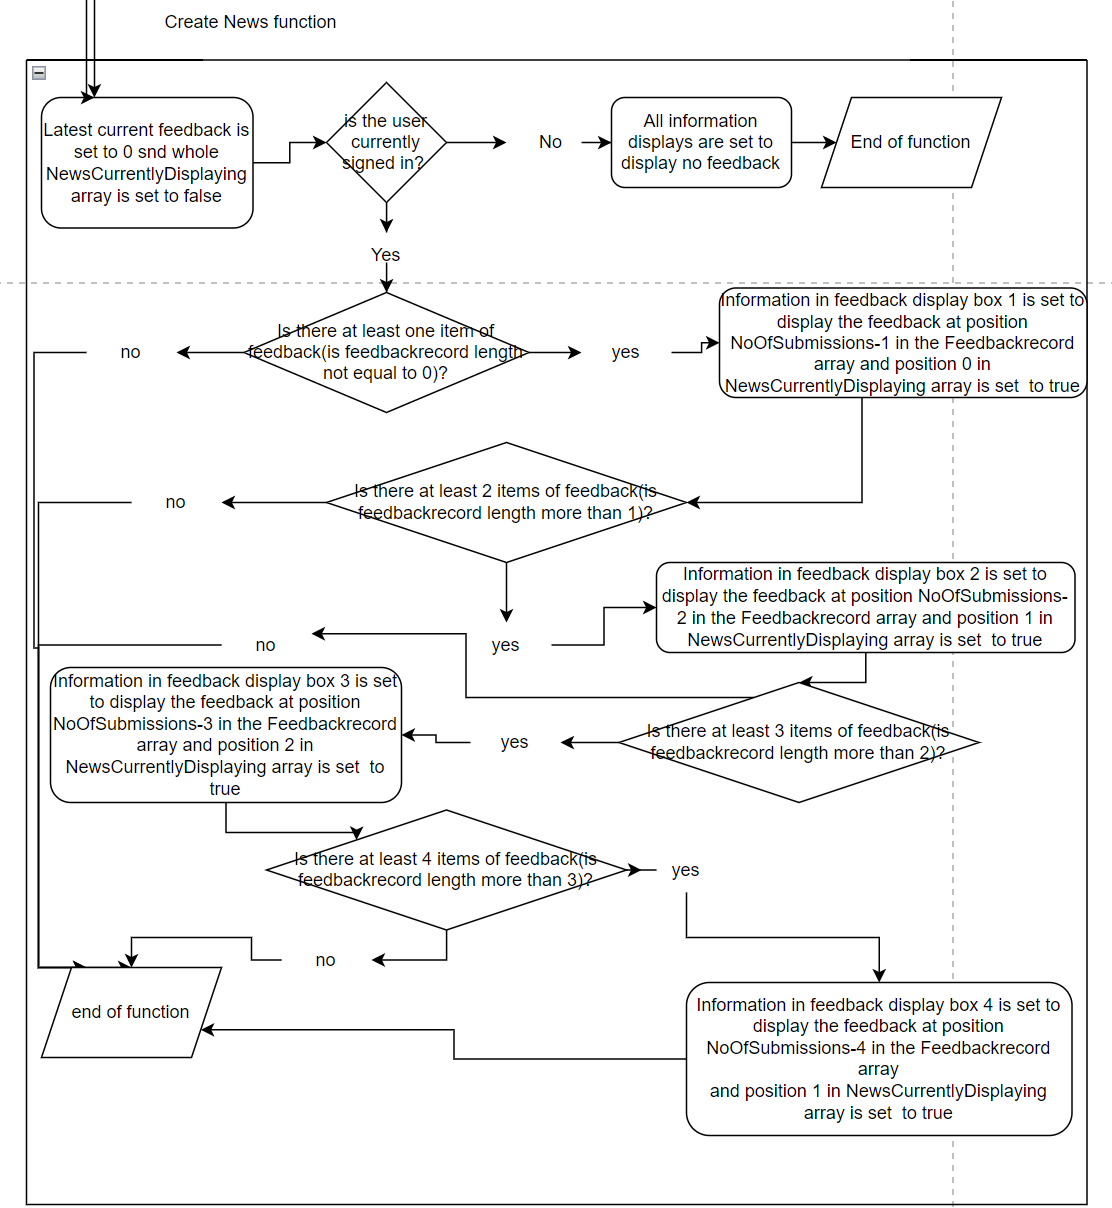 Create News function
Latest current feedback is
set to 0 snd whole
NewsCurrentlyDisplaying
array is set to false
is the user
currently
signed in?
No
All information
displays are set to
display no feedback
End of function
Yes
Is there at least one item of
feedback(is feedbackrecord length
not equal to 0)?
no
yes
Information in feedback display box 1 is set to
display the feedback at position
NoOfSubmissions-1 in the Feedbackrecord
array and position 0 in
NewsCurrentlyDisplaying array is set  to true
Is there at least 2 items of feedback(is
feedbackrecord length more than 1)?
no
yes
Information in feedback display box 2 is set to
display the feedback at position NoOfSubmissions-
2 in the Feedbackrecord array and position 1 in
NewsCurrentlyDisplaying array is set  to true
no
Is there at least 3 items of feedback(is
feedbackrecord length more than 2)?
yes
Information in feedback display box 3 is set
to display the feedback at position
NoOfSubmissions-3 in the Feedbackrecord
array and position 2 in
NewsCurrentlyDisplaying array is set  to
true
Is there at least 4 items of feedback(is
feedbackrecord length more than 3)?
yes
no
end of function
Information in feedback display box 4 is set to
display the feedback at position
NoOfSubmissions-4 in the Feedbackrecord
array
and position 1 in NewsCurrentlyDisplaying
array is set  to true